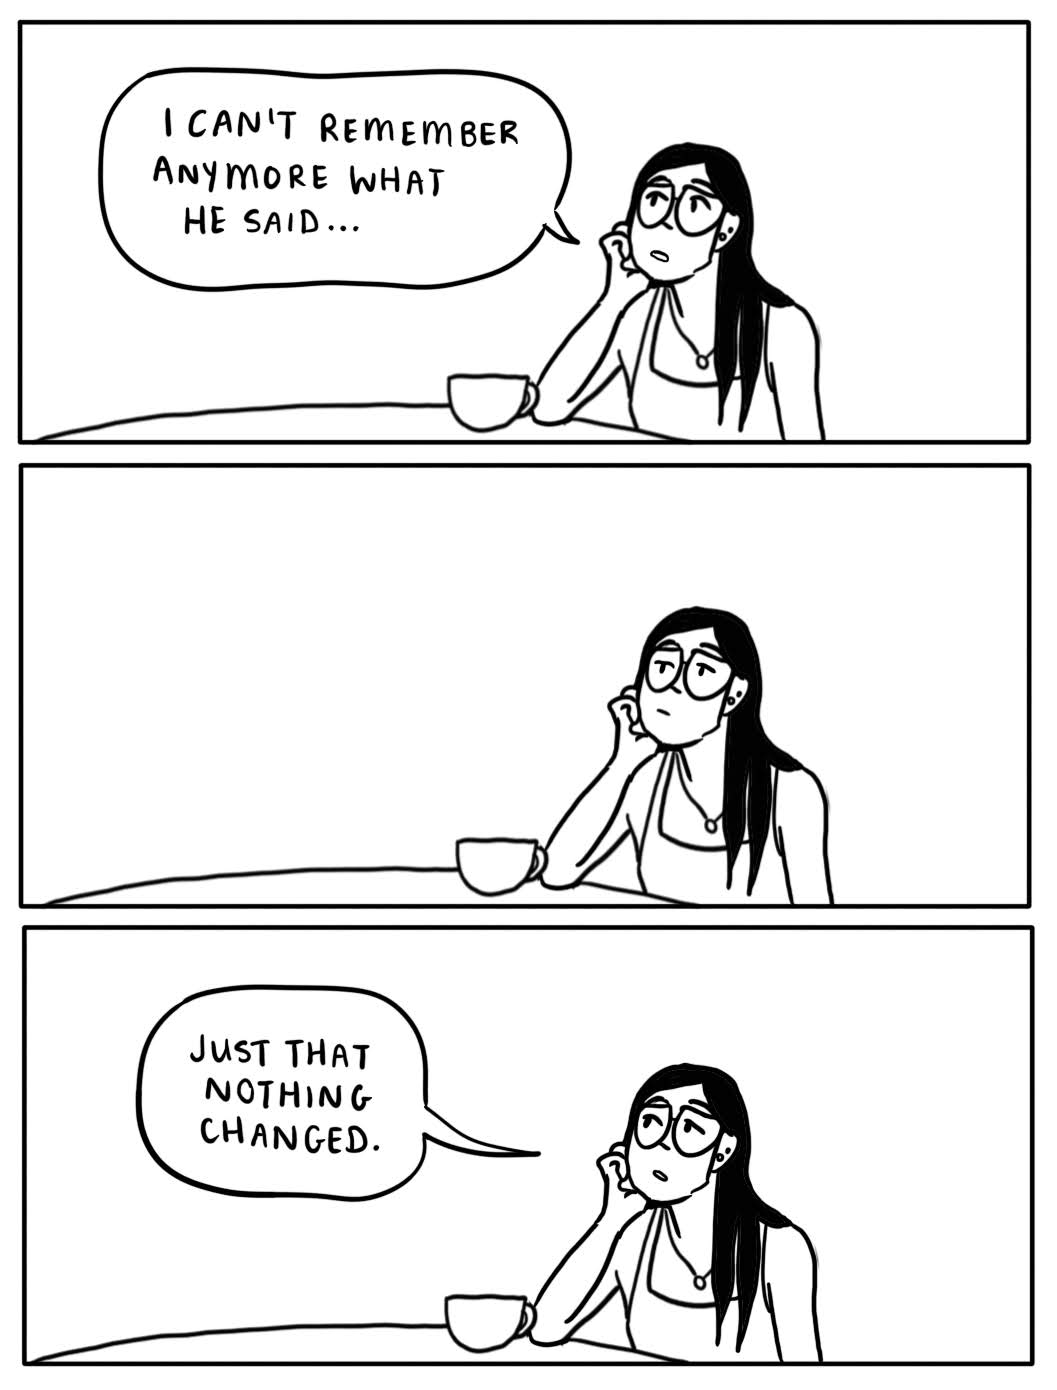 I CAN'T REMEMBER
ANYMORE WHAT
HE SAID...
JUST THAT
NOTHING
CHANGED.